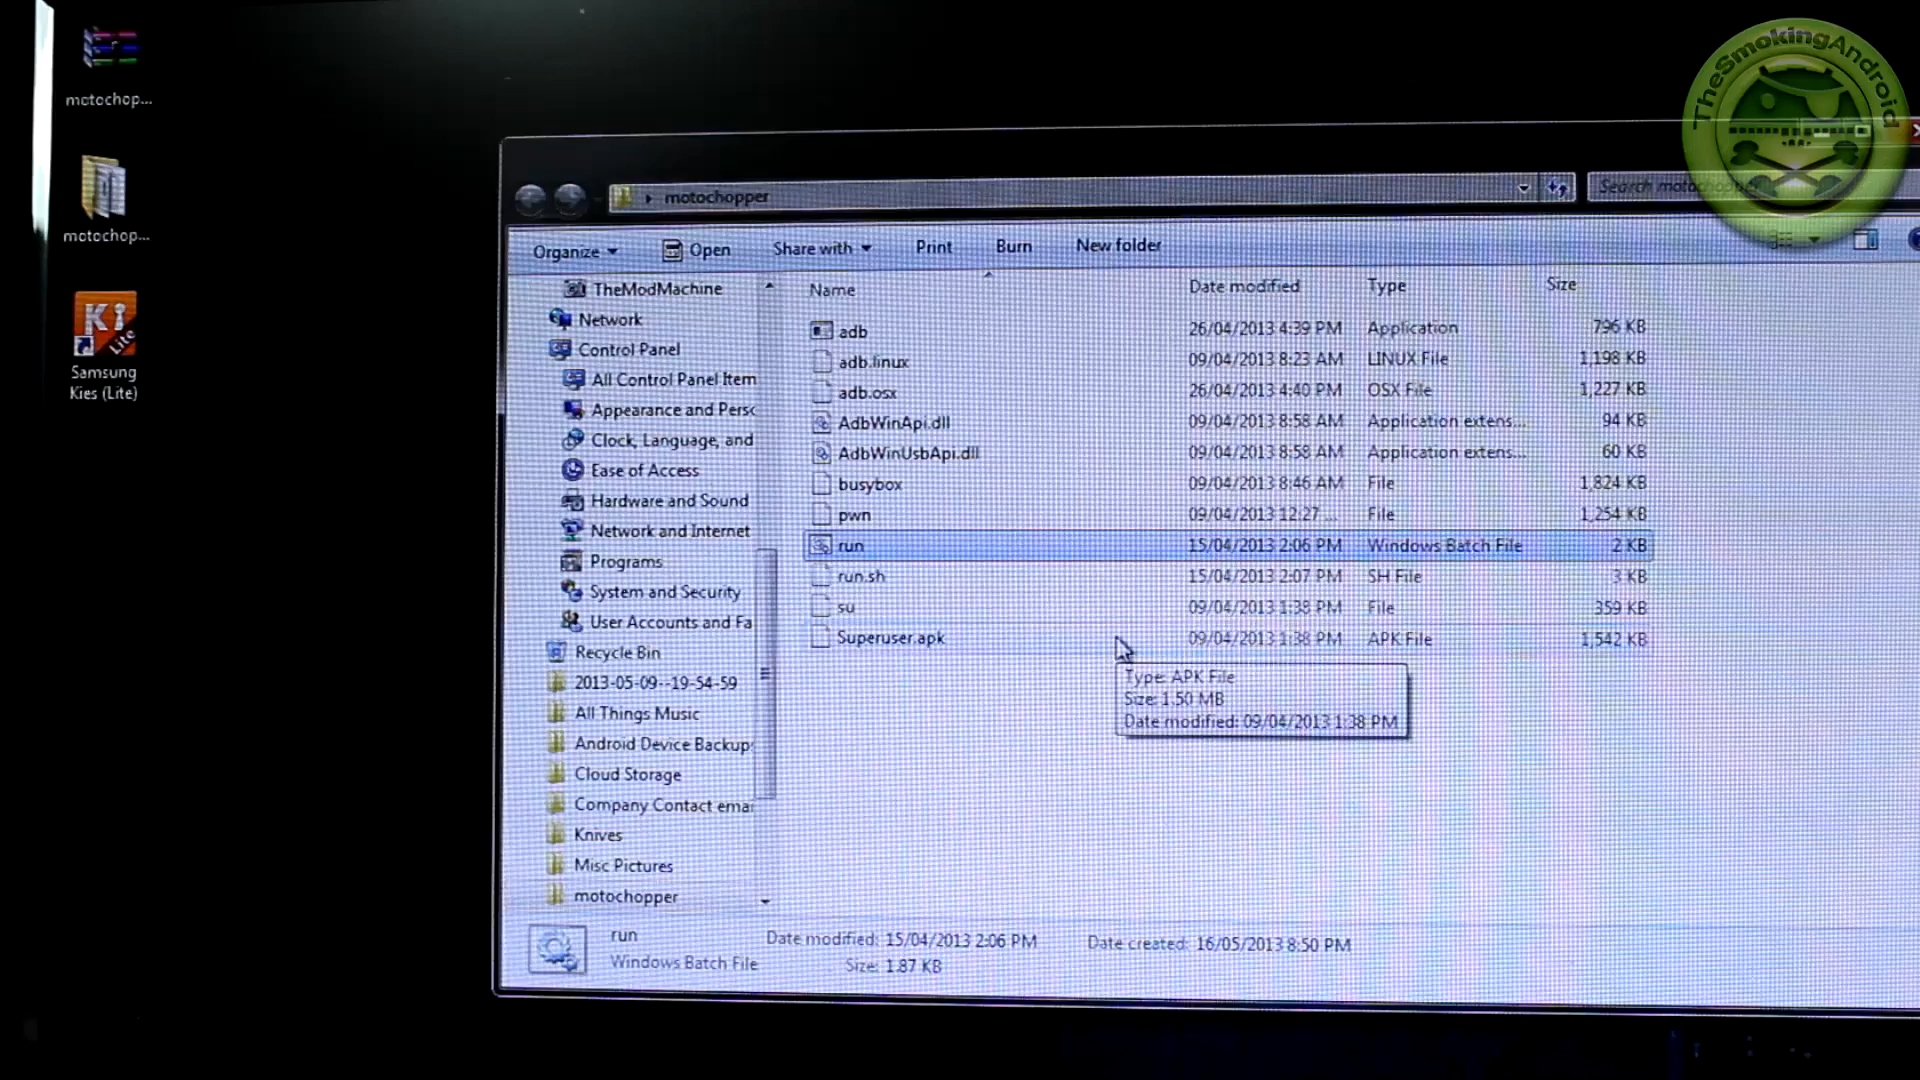 motochop...
motochop...
Samsung
Kies (Lite)
TheSmokingAndroid
motochopper
Search motochopper
Organize Open Share with Print Burn New folder
TheModMachine
Network
Control Panel
All Control Panel Item
Appearance and Perso
Clock, Language, and
Ease of Access
Hardware and Sound
Network and Internet
Programs
System and Security
User Accounts and Fa
Recycle Bin
2013-05-09--19-54-59
All Things Music
Android Device Backup
Cloud Storage
Company Contact emai
Knives
Misc Pictures
motochopper
Name Date modified Type Size
adb 26/04/2013 4:39 PM Application 796 KB
adb.linux 09/04/2013 8:23 AM LINUX File 1,198 KB
adb.osx 26/04/2013 4:40 PM OSX File 1,227 KB
AdbWinApi.dll 09/04/2013 8:58 AM Application extens... 94 KB
AdbWinUsbApi.dll 09/04/2013 8:58 AM Application extens... 60 KB
busybox 09/04/2013 8:46 AM File 1,824 KB
pwn 09/04/2013 12:27 ... File 1,254 KB
run 15/04/2013 2:06 PM Windows Batch File 2 KB
run.sh 15/04/2013 2:07 PM SH File 3 KB
su 09/04/2013 1:38 PM File 359 KB
Superuser.apk 09/04/2013 1:38 PM APK File 1,542 KB
Type: APK File
Size: 1.50 MB
Date modified: 09/04/2013 1:38 PM
run Date modified: 15/04/2013 2:06 PM Date created: 16/05/2013 8:50 PM
Windows Batch File Size: 1.87 KB